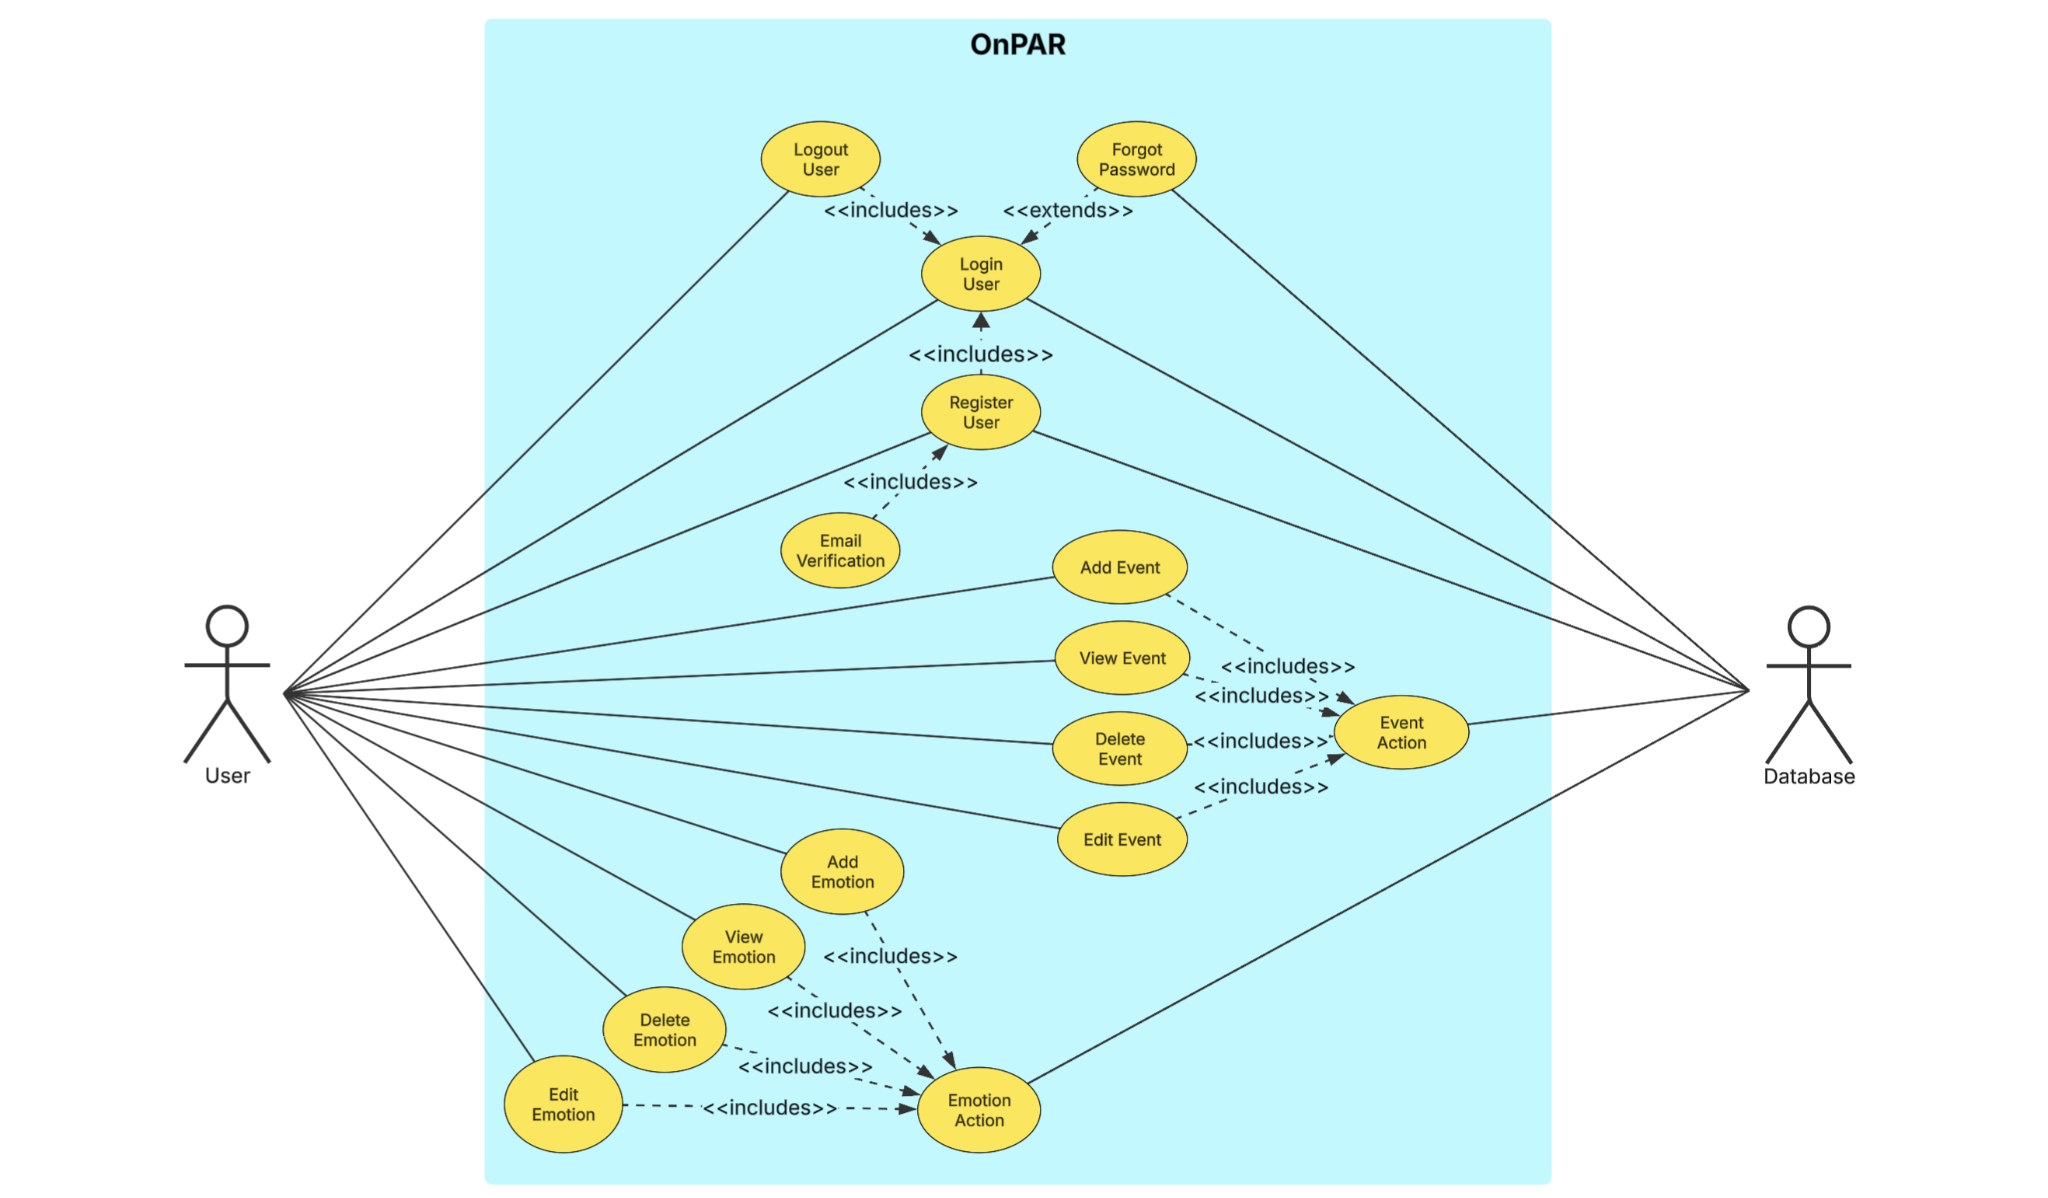 OnPAR
Logout
User
Forgot
Password
<<includes>>
<<extends>>
Login
User
<<includes>>
Register
User
<<includes>>
Email
Verification
Add Event
View Event
<<includes>>
<<includes>>
Delete
Event
<<includes>>
Event
Action
<<includes>>
Edit Event
User
Database
Add
Emotion
View
Emotion
<<includes>>
<<includes>>
Delete
Emotion
<<includes>>
Edit
Emotion
<<includes>>
Emotion
Action